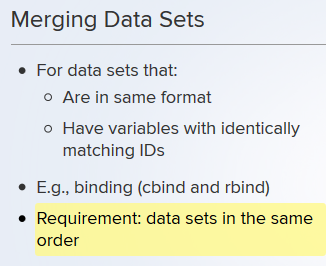 Merging Data Sets
• For data sets that:
○ Are in same format
○ Have variables with identically
matching IDs
• E.g., binding (cbind and rbind)
• Requirement: data sets in the same
order